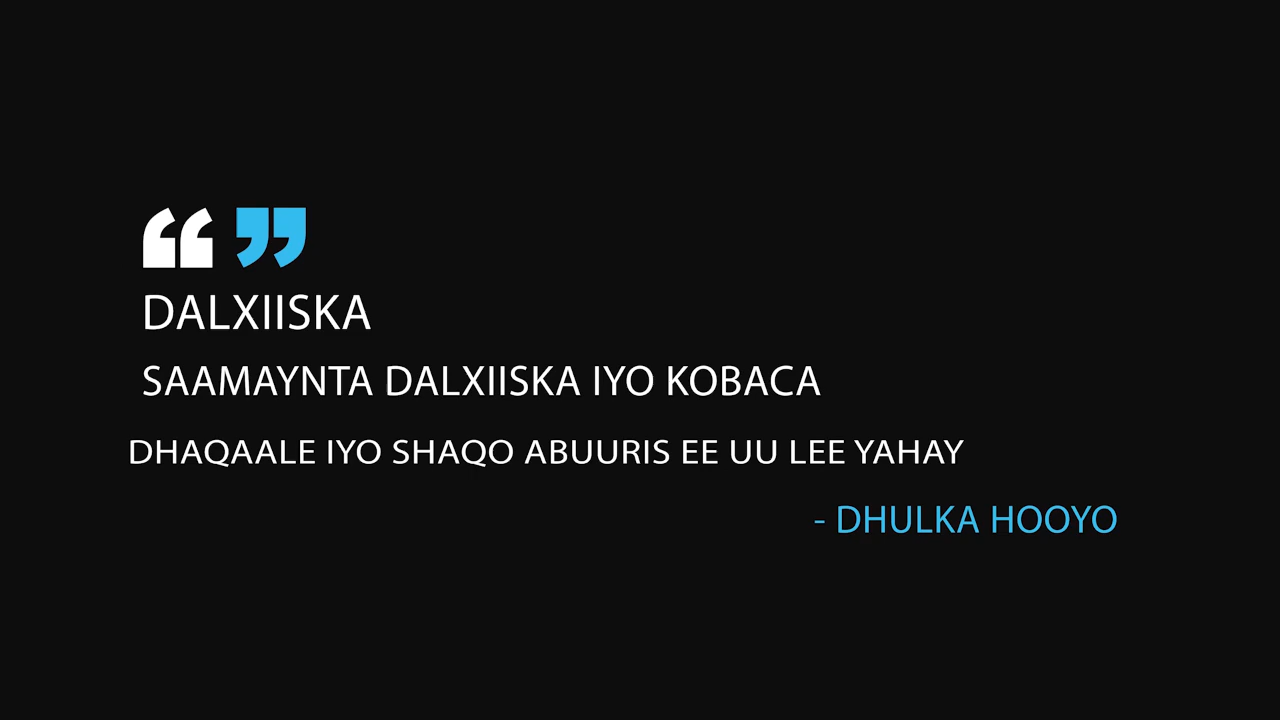 ❝ ❞
DALXIISKA
SAAMAYNTA DALXIISKA IYO KOBACA
DHAQAALE IYO SHAQO ABUURIS EE UU LEE YAHAY
- DHULKA HOOYO